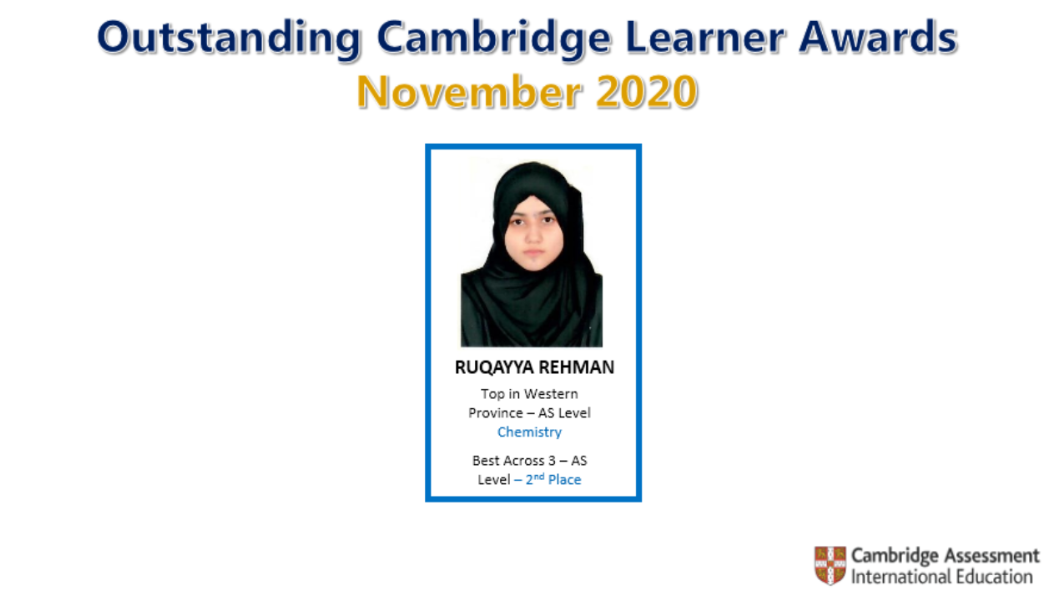 Outstanding Cambridge Learner Awards
November 2020
RUQAYYA REHMAN
Top in Western
Province – AS Level
Chemistry
Best Across 3 – AS
Level – 2nd Place
Cambridge Assessment
International Education